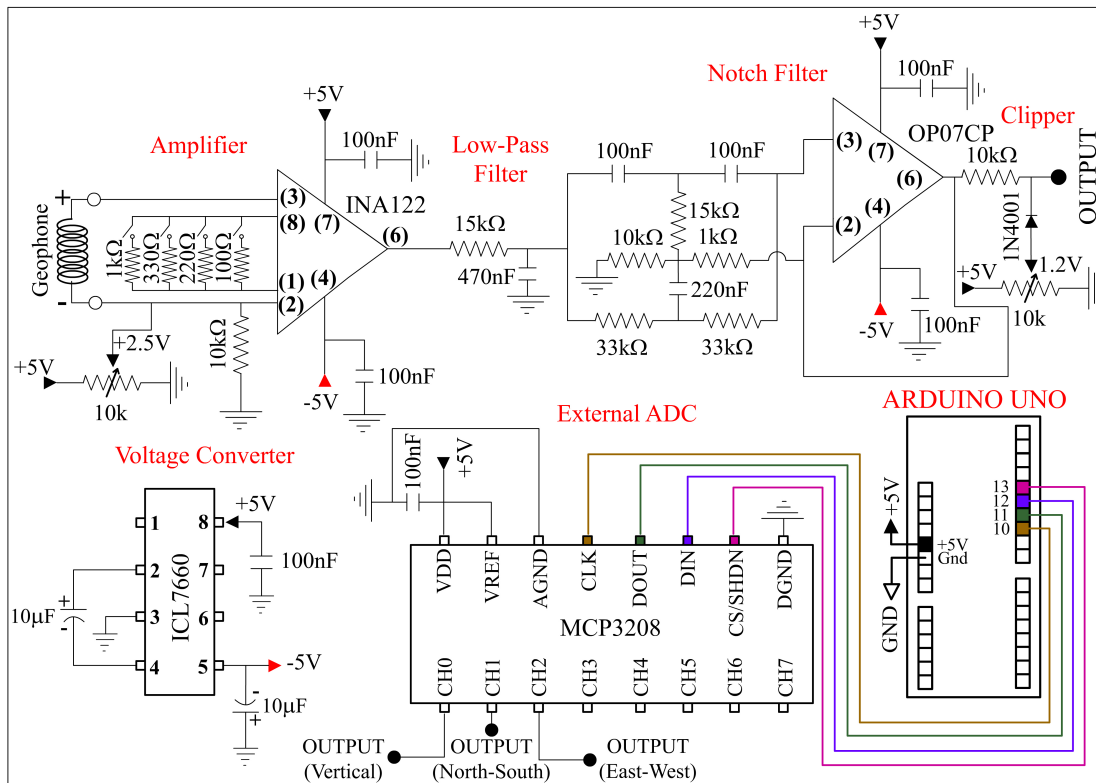 Amplifier
+5V
100nF
INA122
(3)
(8)
(7)
(6)
(1)
(4)
(2)
Geophone
+
-
1kΩ
330Ω
220Ω
100Ω
+2.5V
+5V
10k
10kΩ
-5V
100nF
Low-Pass
Filter
15kΩ
470nF
Notch Filter
100nF
100nF
15kΩ
10kΩ
1kΩ
220nF
33kΩ
33kΩ
+5V
100nF
OP07CP
(3)
(7)
(6)
(4)
(2)
-5V
100nF
Clipper
10kΩ
OUTPUT
1N4001
+5V
1.2V
10k
Voltage Converter
ICL7660
1
2
3
4
8
7
6
5
+5V
100nF
10µF
+
-
-5V
10µF
-
+
External ADC
100nF
+5V
VDD
VREF
AGND
CLK
DOUT
DIN
CS/SHDN
DGND
MCP3208
CH0
CH1
CH2
CH3
CH4
CH5
CH6
CH7
OUTPUT
(Vertical)
OUTPUT
(North-South)
OUTPUT
(East-West)
ARDUINO UNO
13
12
11
10
+5V
+5V
Gnd
GND